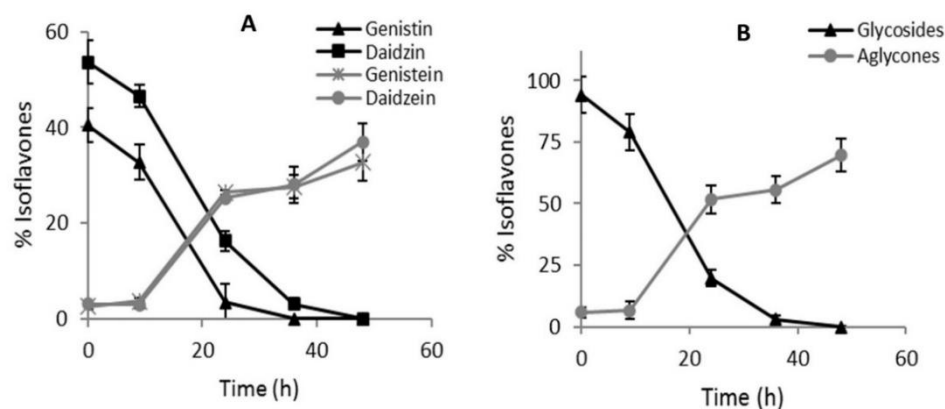 A
Genistin
Daidzin
Genistein
Daidzein
60
40
20
0
% Isoflavones
0 20 40 60
Time (h)
B
Glycosides
Aglycones
100
75
50
25
0
% Isoflavones
0 20 40 60
Time (h)